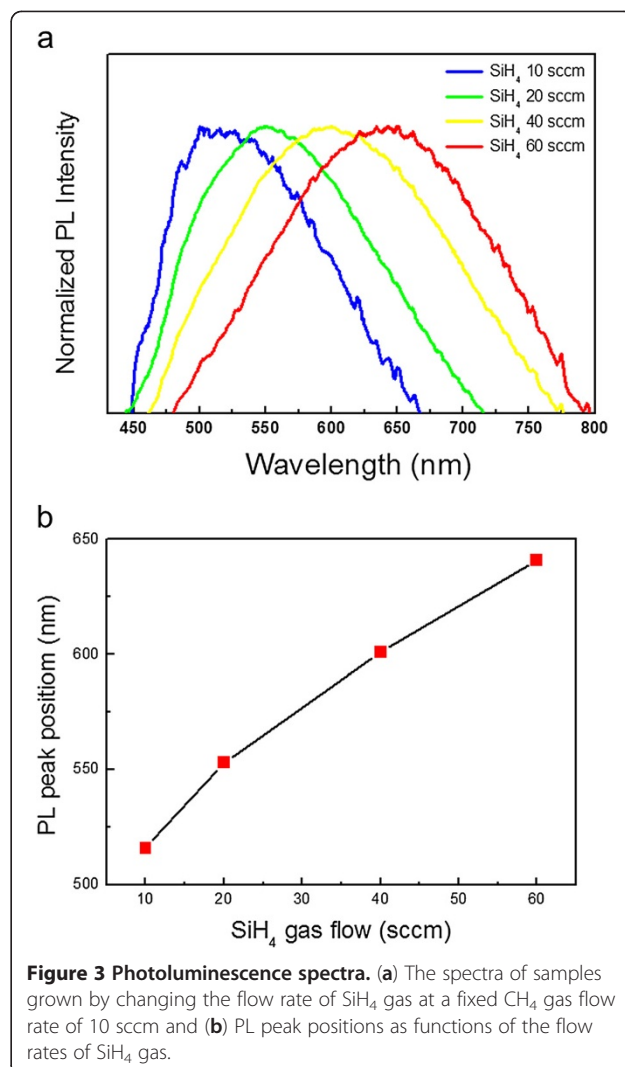 a
SiH4 10 sccm
SiH4 20 sccm
SiH4 40 sccm
SiH4 60 sccm
Normalized PL Intensity
450 500 550 600 650 700 750 800
Wavelength (nm)
b
650
600
550
500
PL peak positiom (nm)
10 20 30 40 50 60
SiH4 gas flow (sccm)
Figure 3 Photoluminescence spectra. (a) The spectra of samples
grown by changing the flow rate of SiH4 gas at a fixed CH4 gas flow
rate of 10 sccm and (b) PL peak positions as functions of the flow
rates of SiH4 gas.